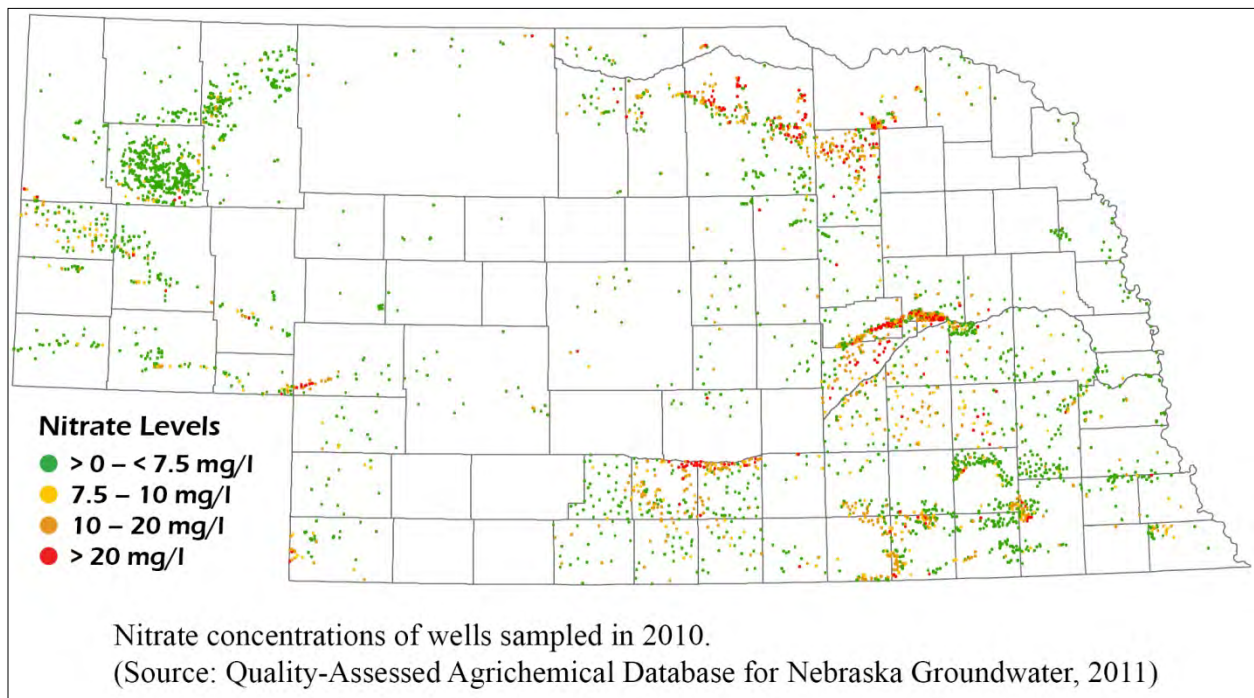 Nitrate Levels
> 0 – < 7.5 mg/l
7.5 – 10 mg/l
10 – 20 mg/l
> 20 mg/l
Nitrate concentrations of wells sampled in 2010.
(Source: Quality-Assessed Agrichemical Database for Nebraska Groundwater, 2011)